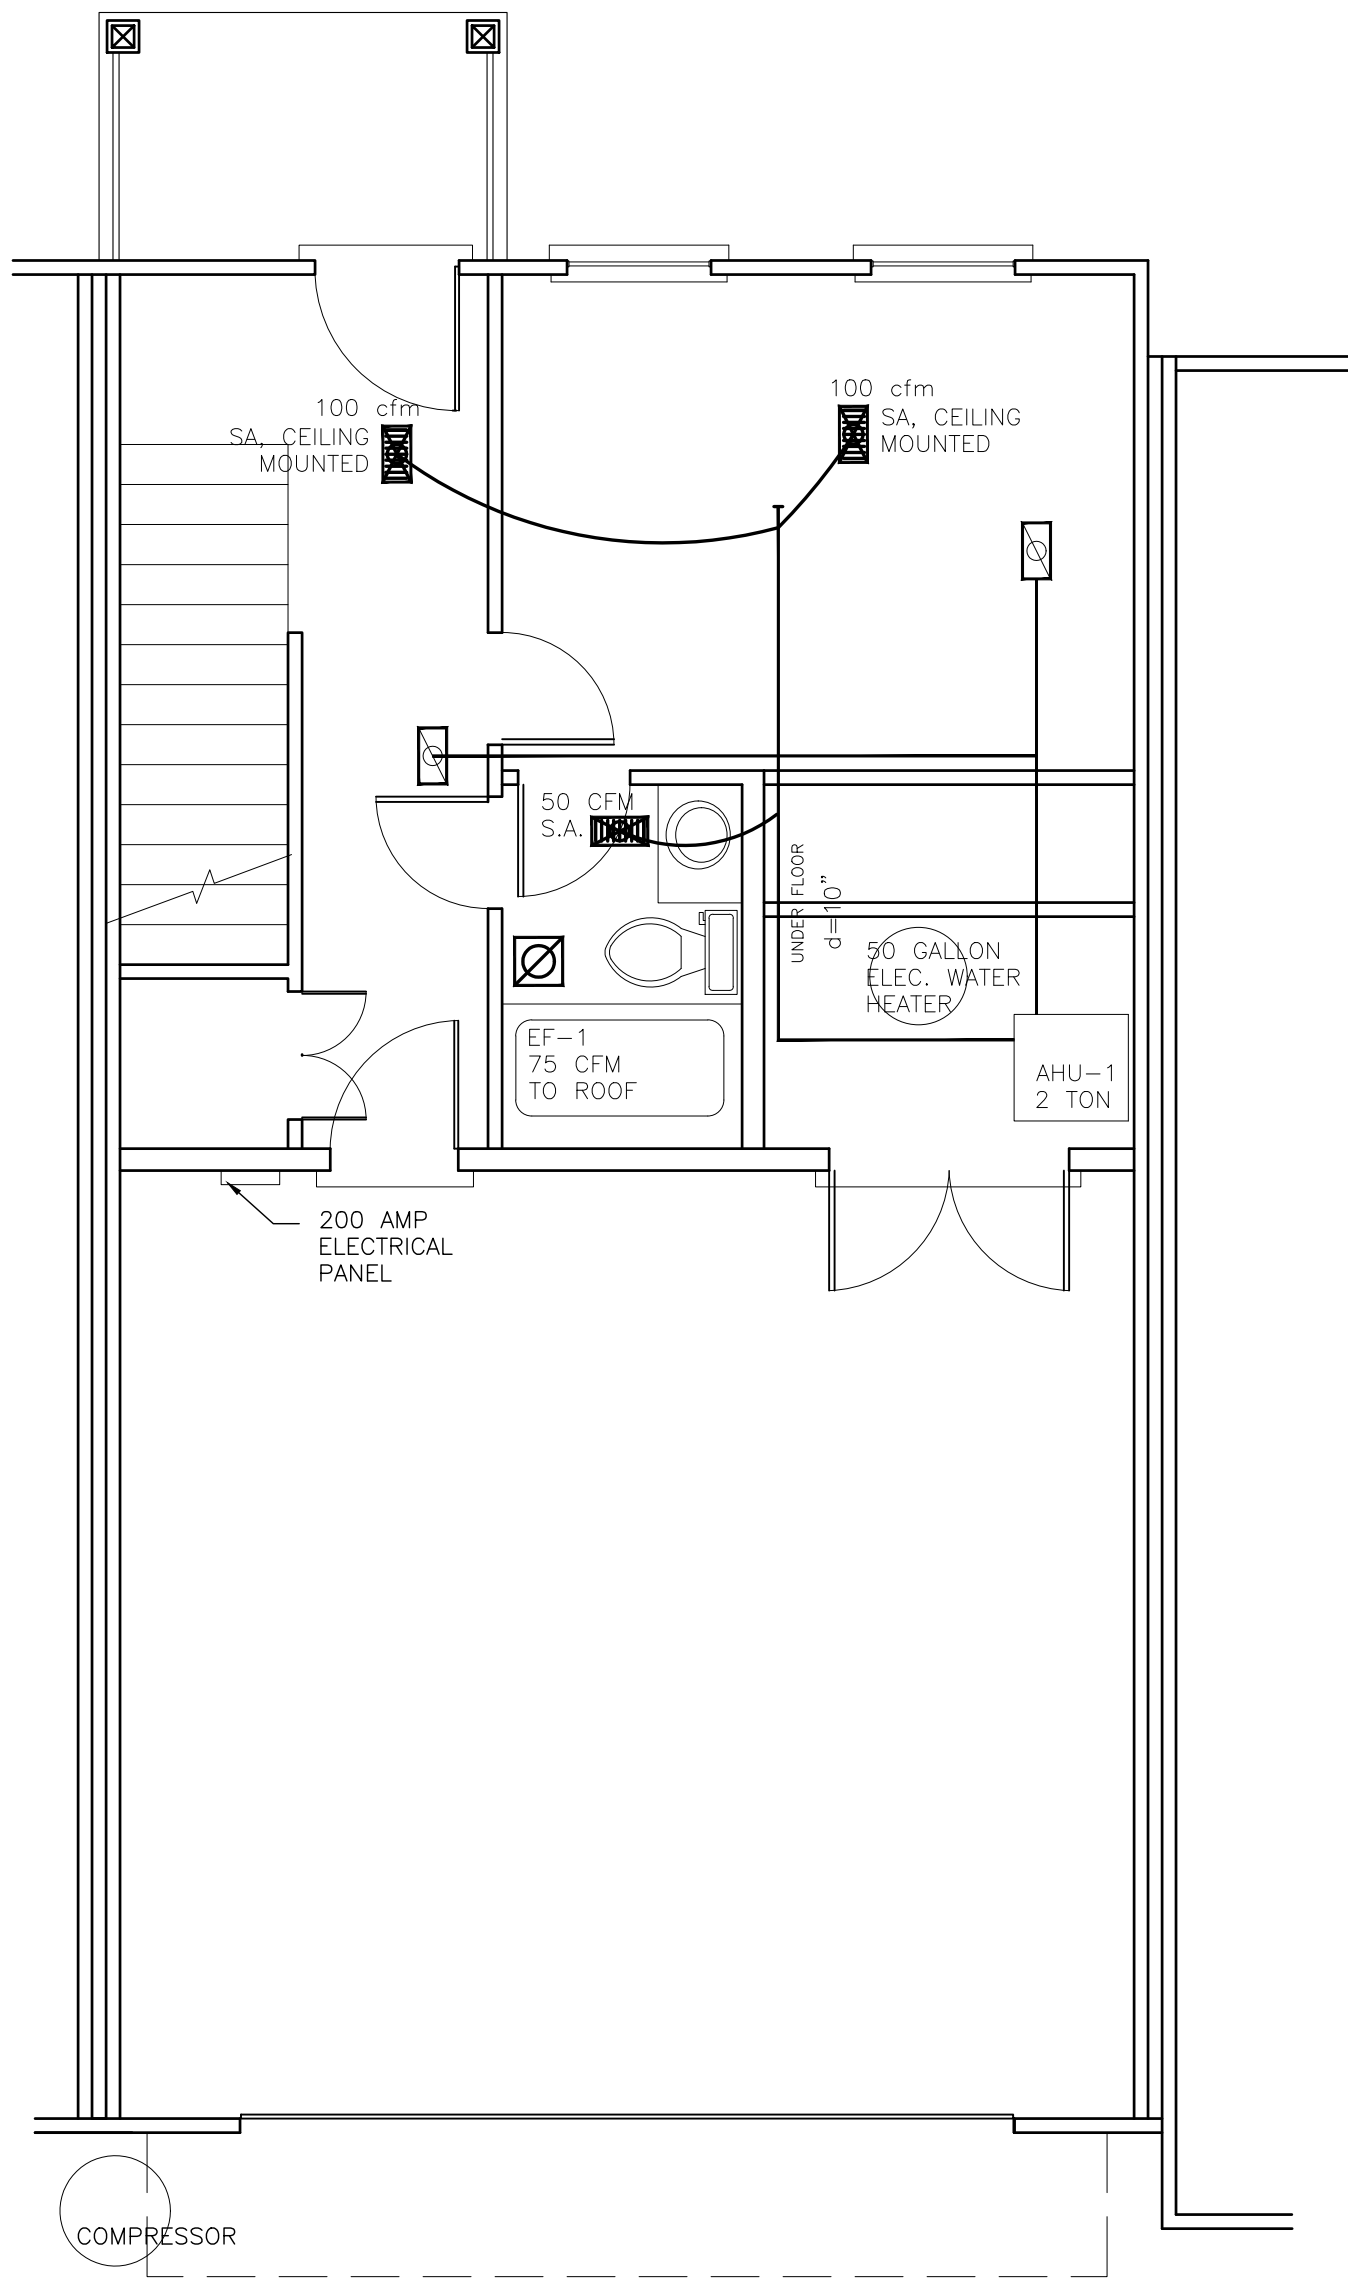 100 cfm
SA, CEILING
MOUNTED
100 cfm
SA, CEILING
MOUNTED
50 CFM
S.A.
UNDER FLOOR
d=10"
50 GALLON
ELEC. WATER
HEATER
EF-1
75 CFM
TO ROOF
AHU-1
2 TON
200 AMP
ELECTRICAL
PANEL
COMPRESSOR